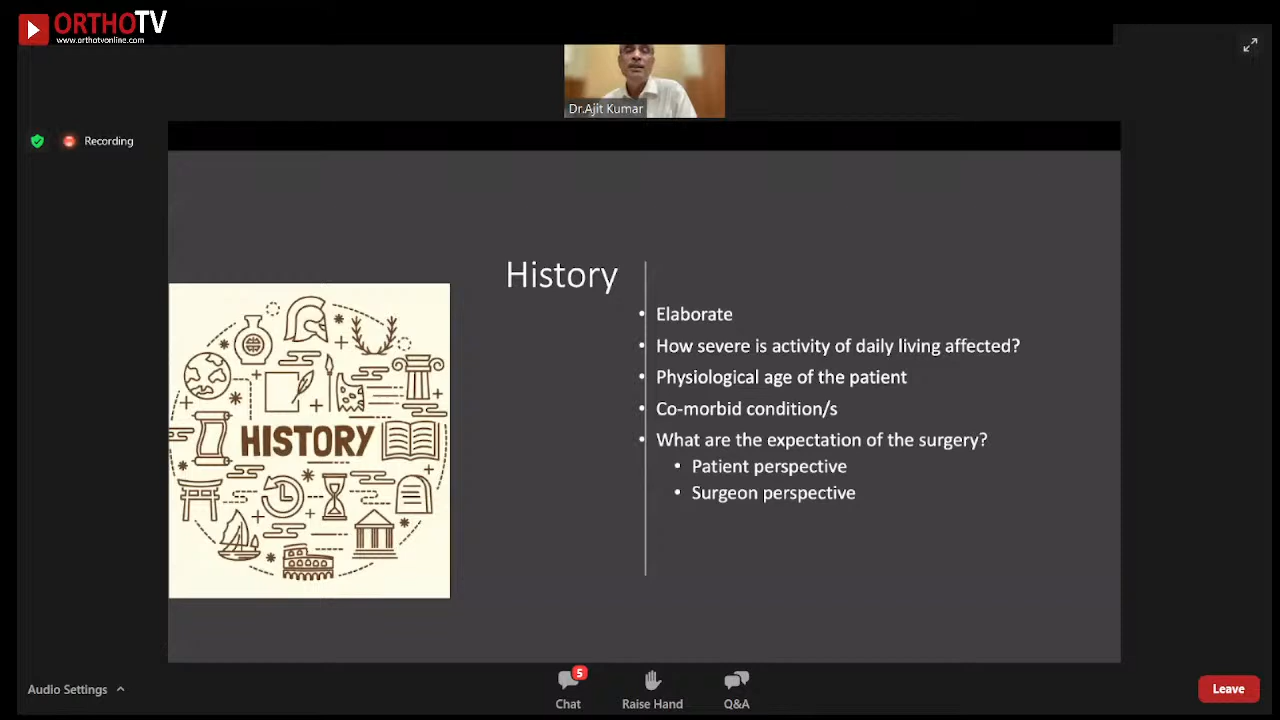 ORTHOTV
www.orthotvonline.com
Dr.Ajit Kumar
Recording
History
HISTORY
• Elaborate
• How severe is activity of daily living affected?
• Physiological age of the patient
• Co-morbid condition/s
• What are the expectation of the surgery?
• Patient perspective
• Surgeon perspective
Audio Settings
5
Chat
Raise Hand
Q&A
Leave